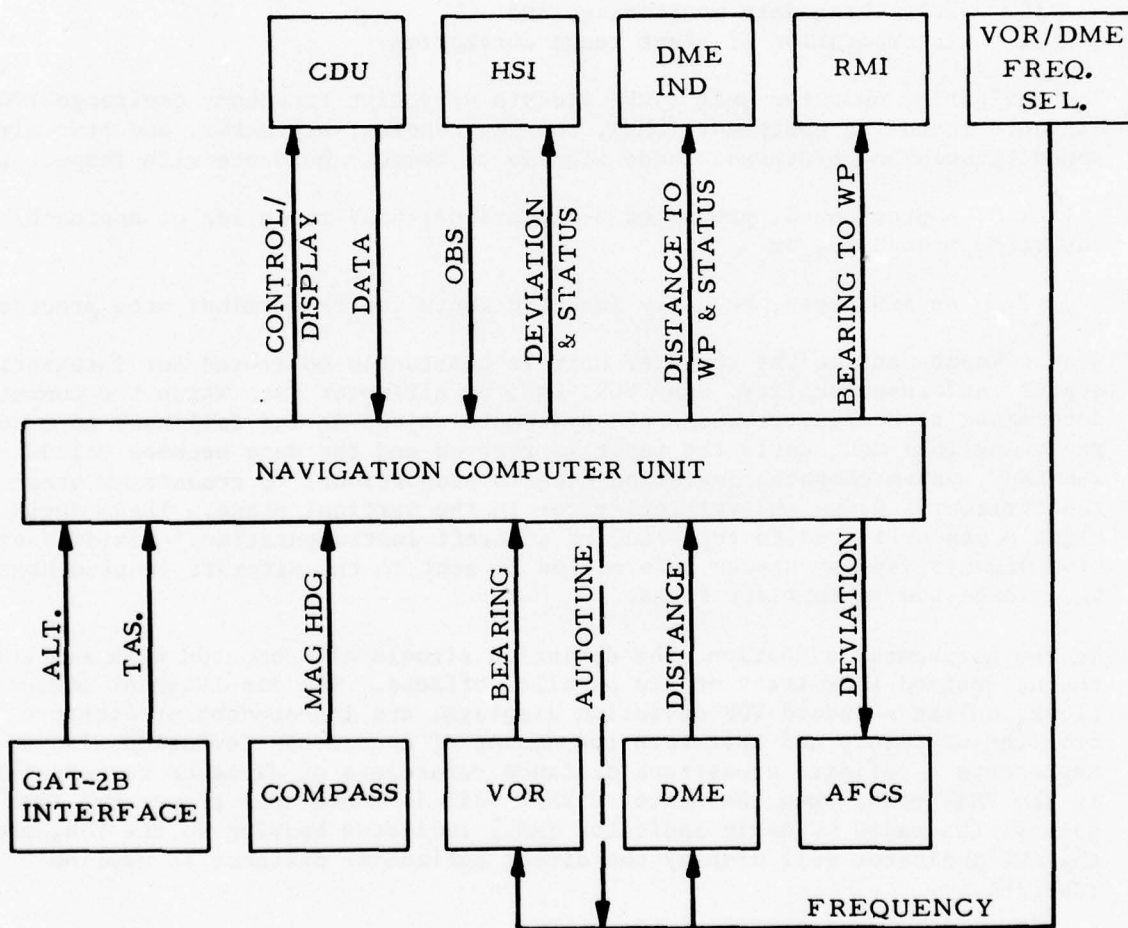 CDU
HSI
DME
IND
RMI
VOR/DME
FREQ.
SEL.
CONTROL/
DISPLAY
DATA
OBS
DEVIATION
& STATUS
DISTANCE TO
WP & STATUS
BEARING TO WP
NAVIGATION COMPUTER UNIT
ALT.
TAS.
MAG HDG
BEARING
AUTOTUNE
DISTANCE
DEVIATION
GAT-2B
INTERFACE
COMPASS
VOR
DME
AFCS
FREQUENCY